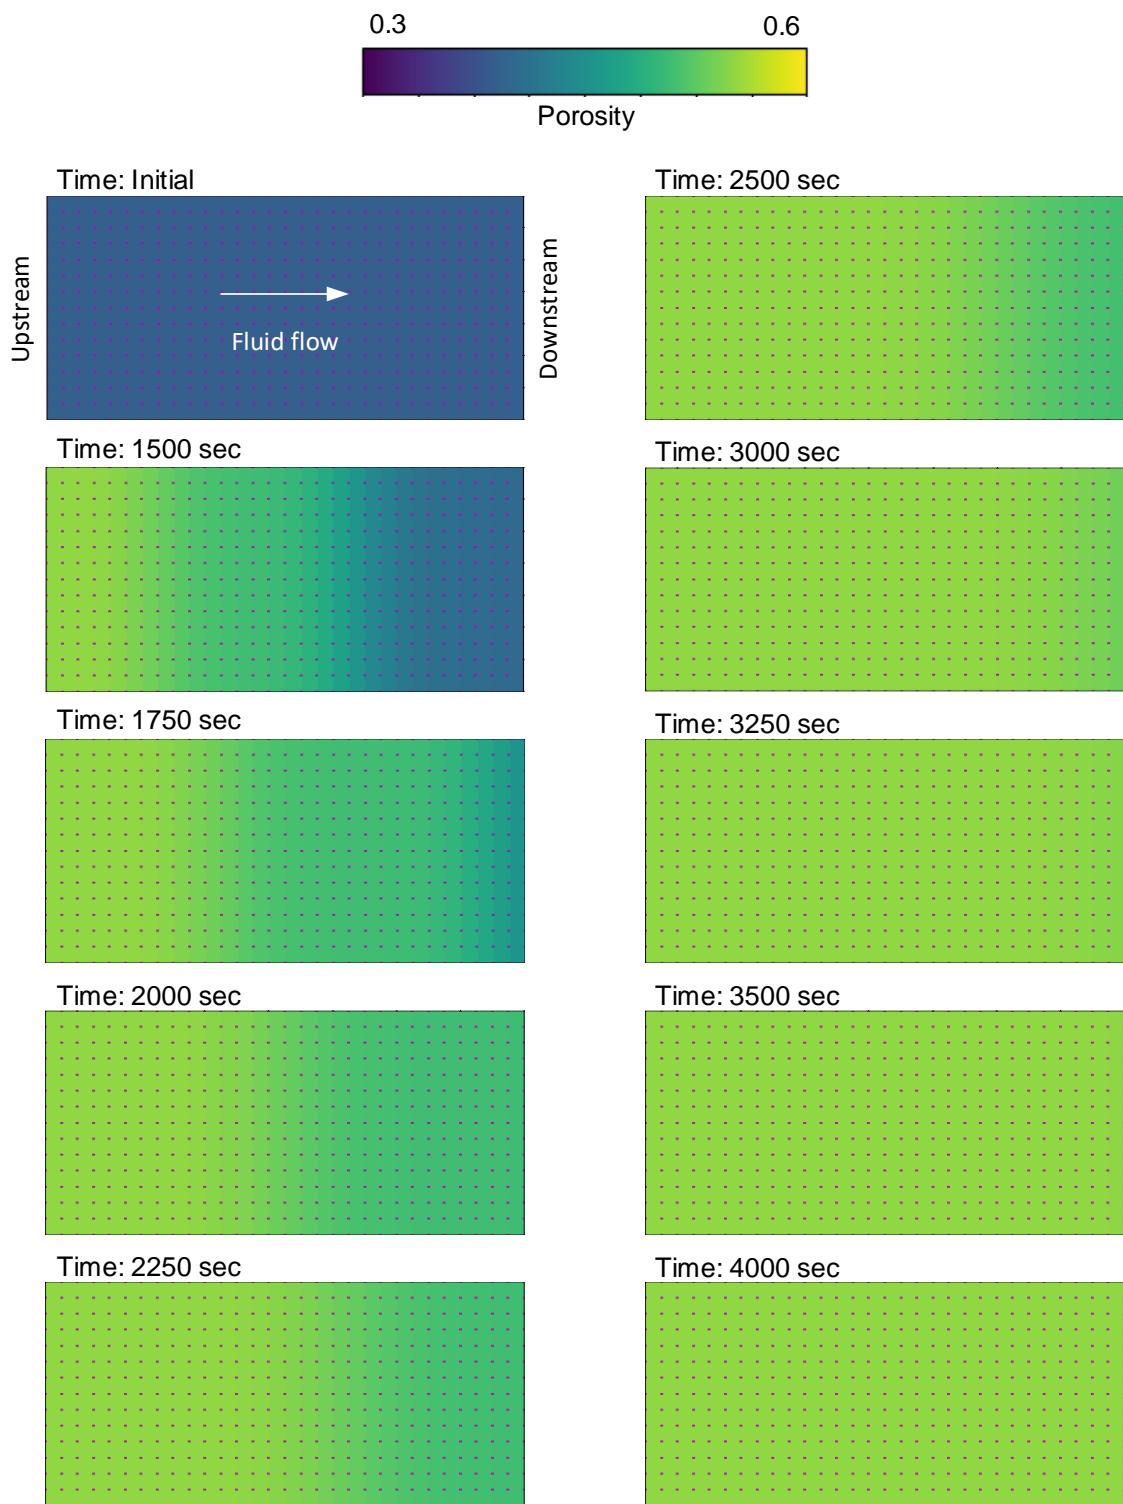 0.3
0.6
Porosity
Time: Initial
Upstream
Fluid flow
Downstream
Time: 1500 sec
Time: 1750 sec
Time: 2000 sec
Time: 2250 sec
Time: 2500 sec
Time: 3000 sec
Time: 3250 sec
Time: 3500 sec
Time: 4000 sec